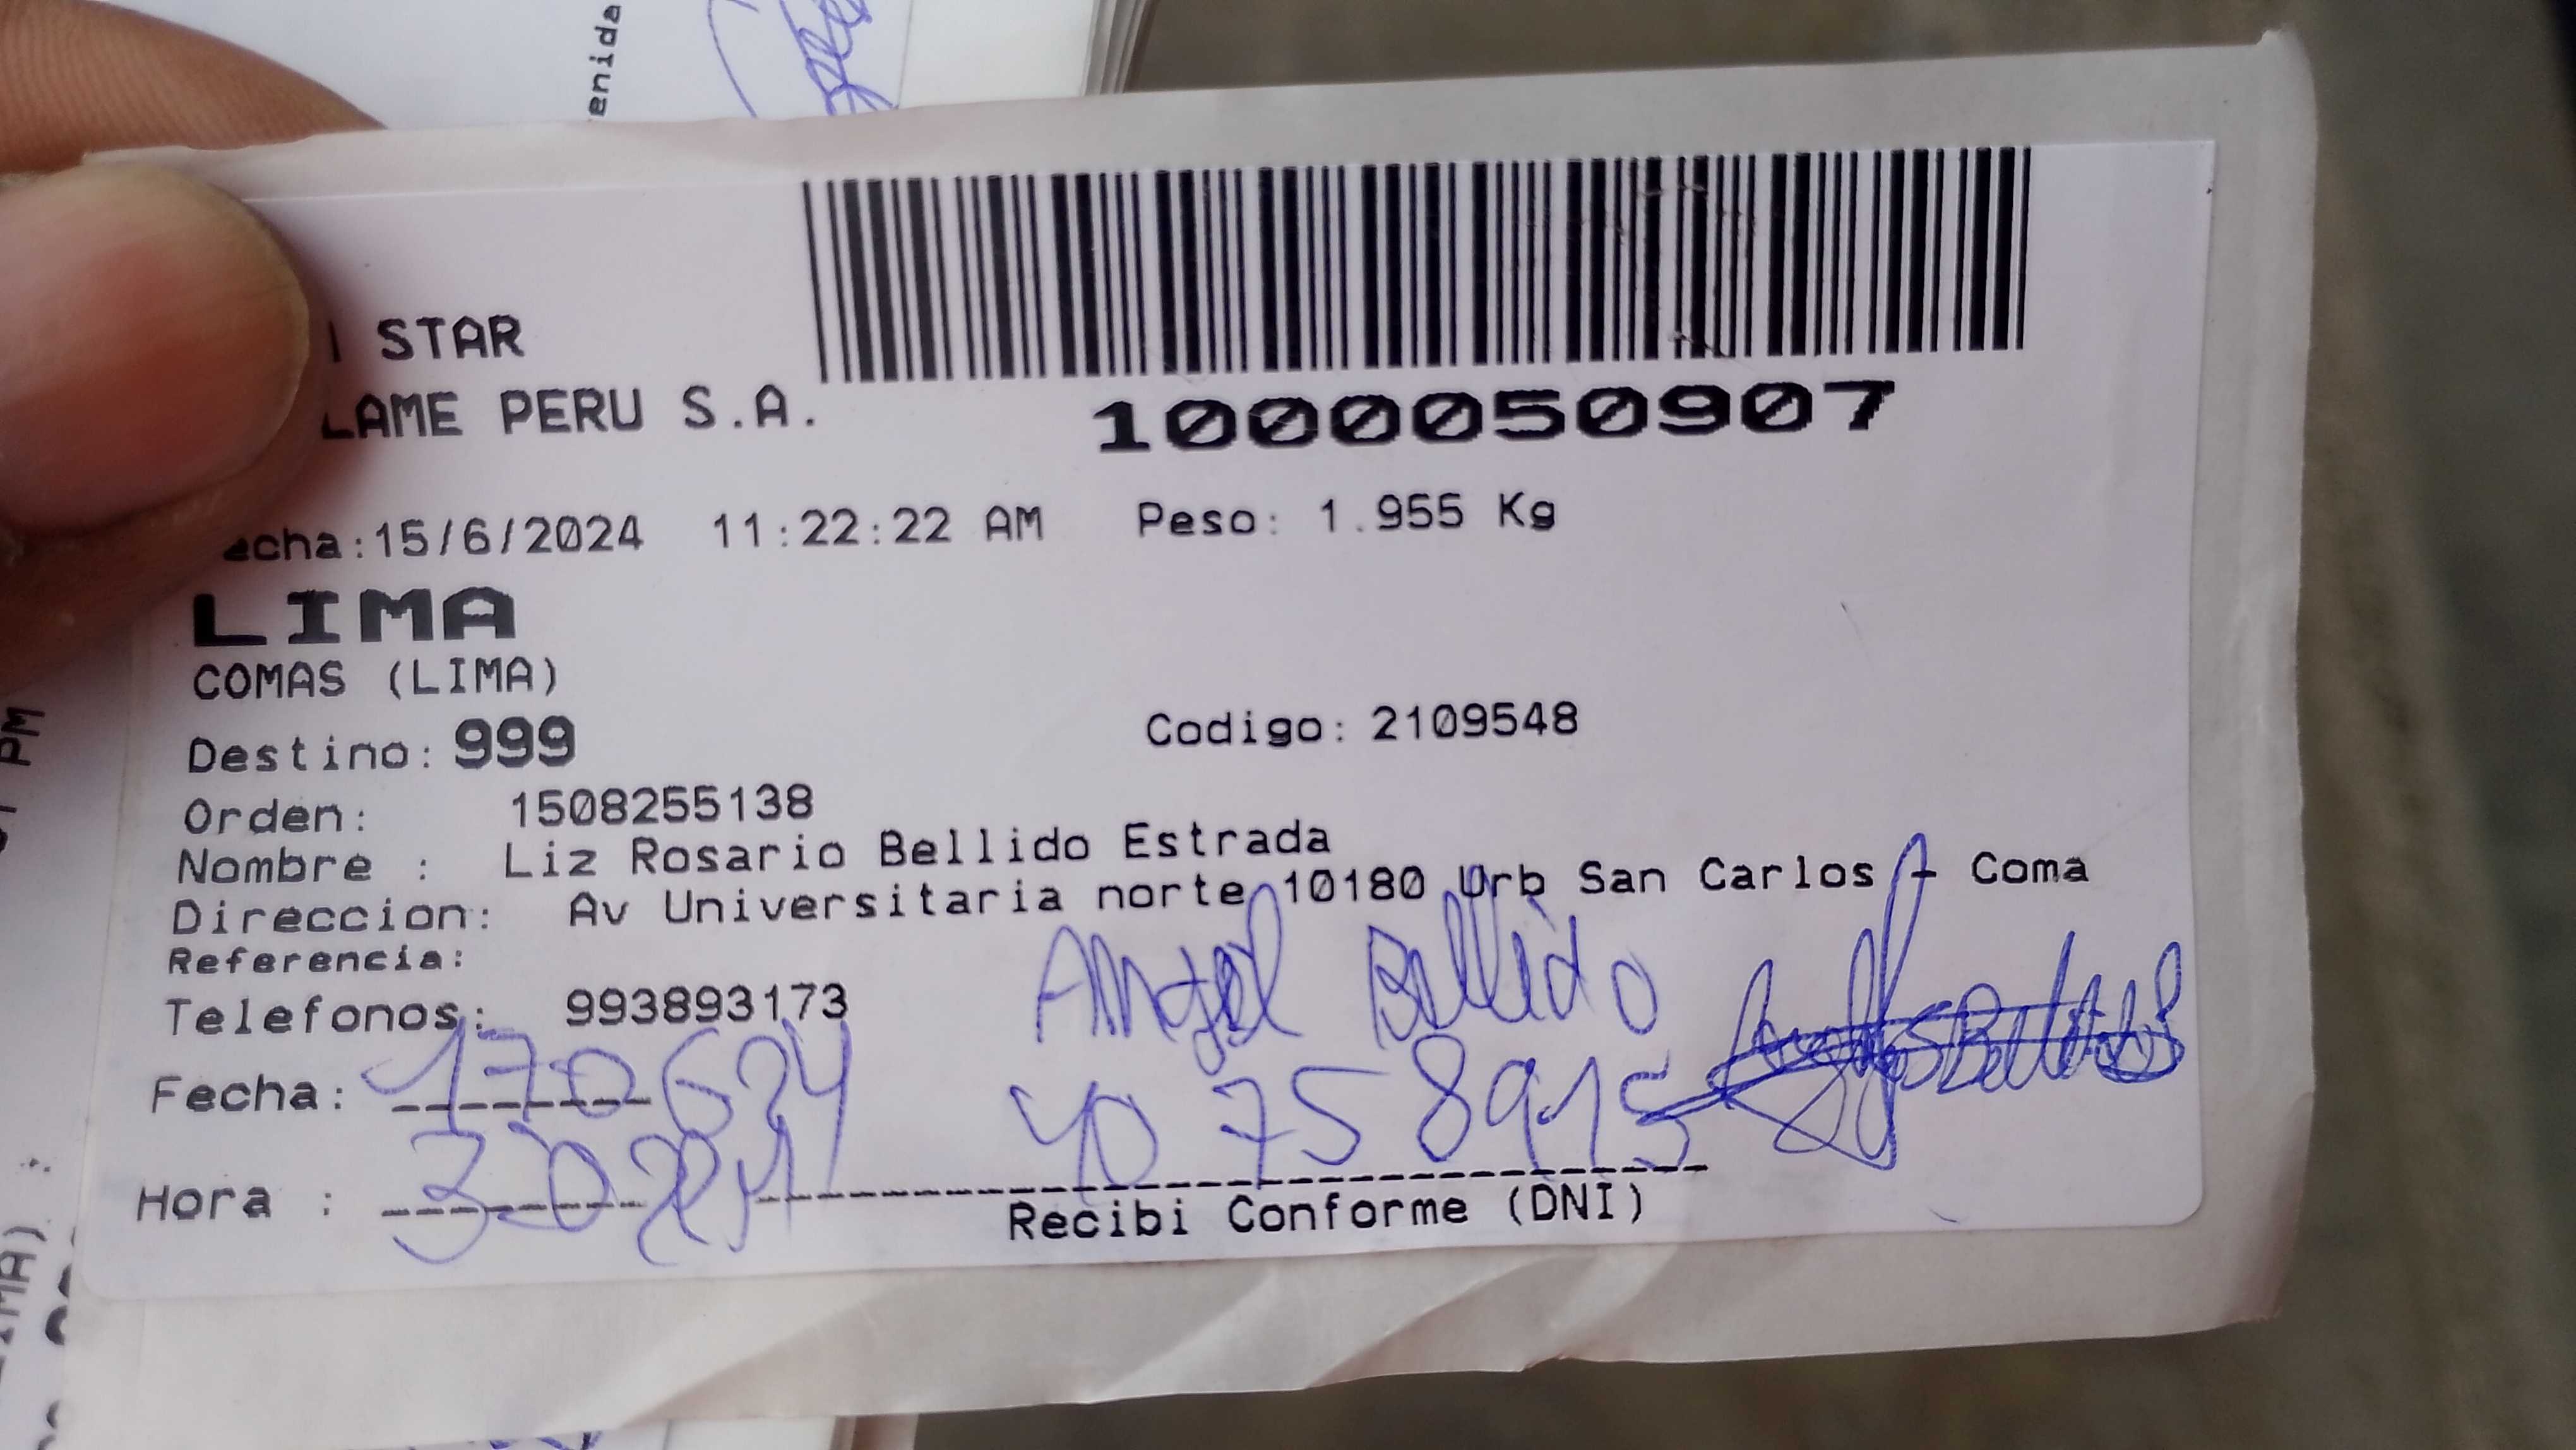 enida
STAR
LAME PERU S.A.
1000050907
echa:15/6/2024 11:22:22 AM Peso: 1.955 Kg
LIMA
COMAS (LIMA)
Destino: 999 Codigo: 2109548
Orden: 1508255138
Nombre : Liz Rosario Bellido Estrada
Direccion: Av Universitaria norte 10180 Urb San Carlos - Coma
Referencia:
Telefonos: 993893173
Angel Bellido
Fecha: 170624 40758915
Hora : 3:02PM
Recibi Conforme (DNI)
PM